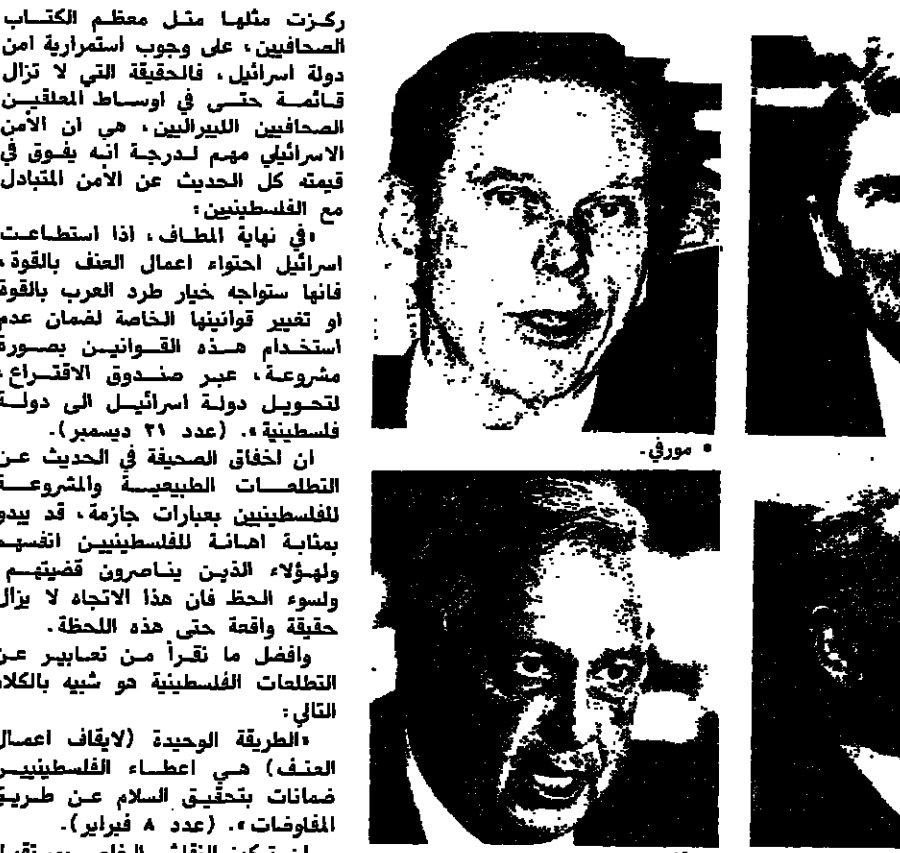 ركزت مثلها مثل معظم الكتاب
الصحافيين، على وجوب استمرارية امن
دولة اسرائيل، فالحقيقة التي لا تزال
قائمة حتى في اوساط المعلقين
الصحافيين الليبراليين، هي ان الأمن
الاسرائيلي مهم لدرجة انه يفوق في
قيمته كل الحديث عن الامن المتبادل
مع الفلسطينيين:
«في نهاية المطاف، اذا استطاعت
اسرائيل احتواء اعمال العنف بالقوة،
فانها ستواجه خيار طرد العرب بالقوة
او تغيير قوانينها الخاصة لضمان عدم
استخدام هذه القوانين بصورة
مشروعة، عبر صندوق الاقتراع،
لتحويل دولة اسرائيل الى دولة
فلسطينية». (عدد ٢١ ديسمبر).
ان اخفاق الصحيفة في الحديث عن
التطلعات الطبيعية والمشروعة
للفلسطينيين بعبارات جازمة، قد يبدو
بمثابة اهانة للفلسطينيين انفسهم
ولهؤلاء الذين يناصرون قضيتهم
ولسوء الحظ فان هذا الاتجاه لا يزال
حقيقة واقعة حتى هذه اللحظة.
وافضل ما نقرأ من تعابير عن
التطلعات الفلسطينية هو شبيه بالكلا
التالي:
«الطريقة الوحيدة (لايقاف اعمال
العنف) هي اعطاء الفلسطينيين
ضمانات بتحقيق السلام عن طريق
المفاوضات». (عدد ٨ فبراير).
• مورفي.